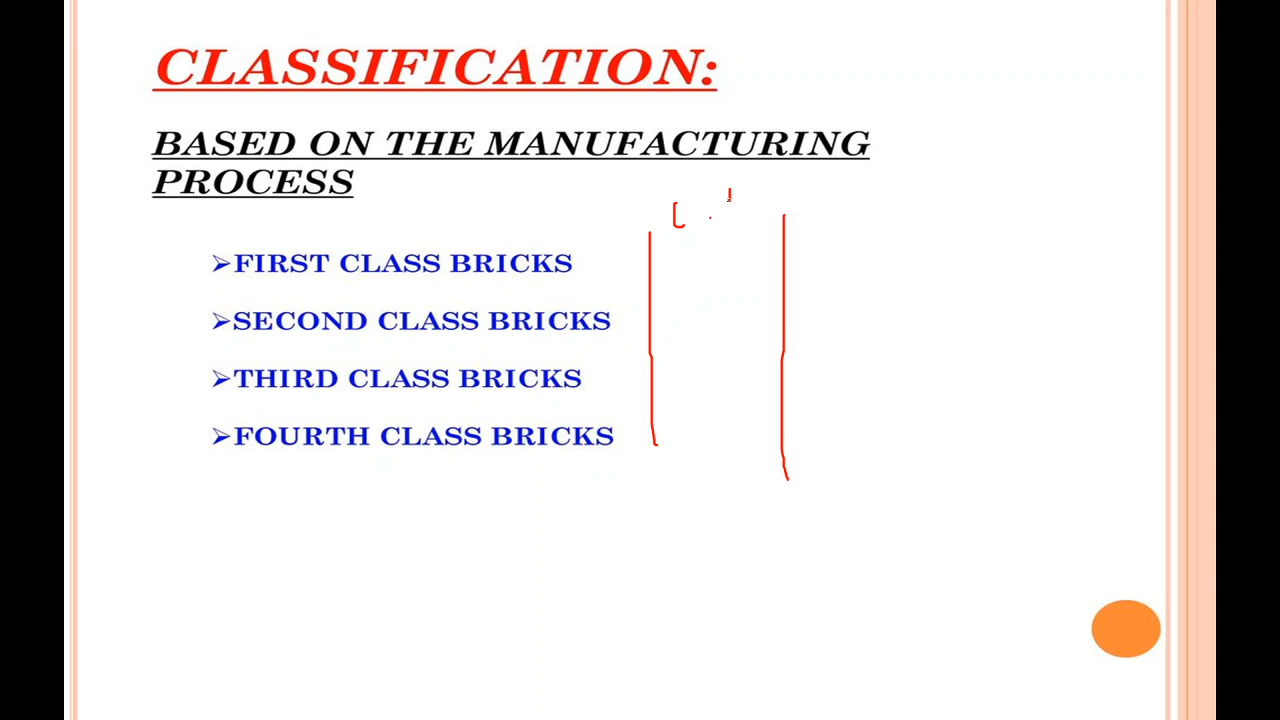 CLASSIFICATION:
BASED ON THE MANUFACTURING
PROCESS
➢FIRST CLASS BRICKS
➢SECOND CLASS BRICKS
➢THIRD CLASS BRICKS
➢FOURTH CLASS BRICKS